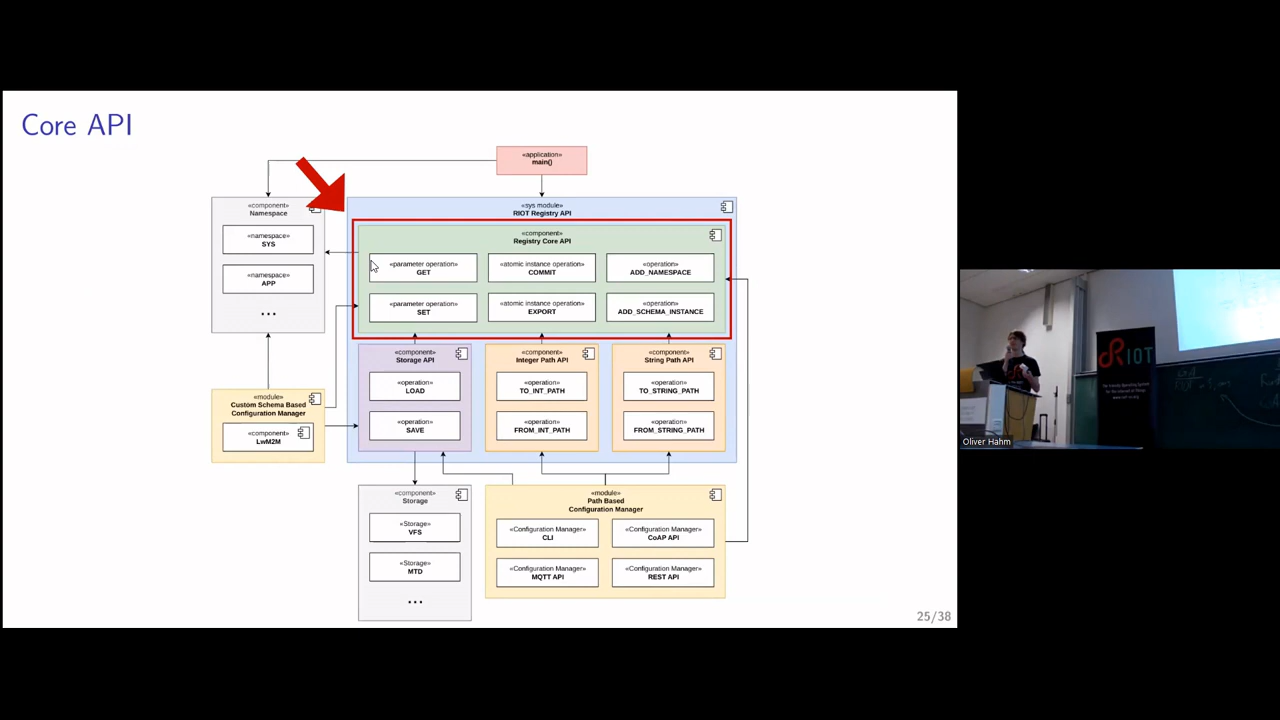 Core API
«application»
main()
«component»
Namespace
«namespace»
SYS
«namespace»
APP
...
«sys module»
RIOT Registry API
«component»
Registry Core API
«parameter operation»
GET
«atomic instance operation»
COMMIT
«operation»
ADD_NAMESPACE
«parameter operation»
SET
«atomic instance operation»
EXPORT
«operation»
ADD_SCHEMA_INSTANCE
«component»
Storage API
«operation»
LOAD
«operation»
SAVE
«component»
Integer Path API
«operation»
TO_INT_PATH
«operation»
FROM_INT_PATH
«component»
String Path API
«operation»
TO_STRING_PATH
«operation»
FROM_STRING_PATH
«module»
Custom Schema Based
Configuration Manager
«component»
LwM2M
«component»
Storage
«Storage»
VFS
«Storage»
MTD
...
«module»
Path Based
Configuration Manager
«Configuration Manager»
CLI
«Configuration Manager»
CoAP API
«Configuration Manager»
MQTT API
«Configuration Manager»
REST API
25/38
RIOT
Oliver Hahm